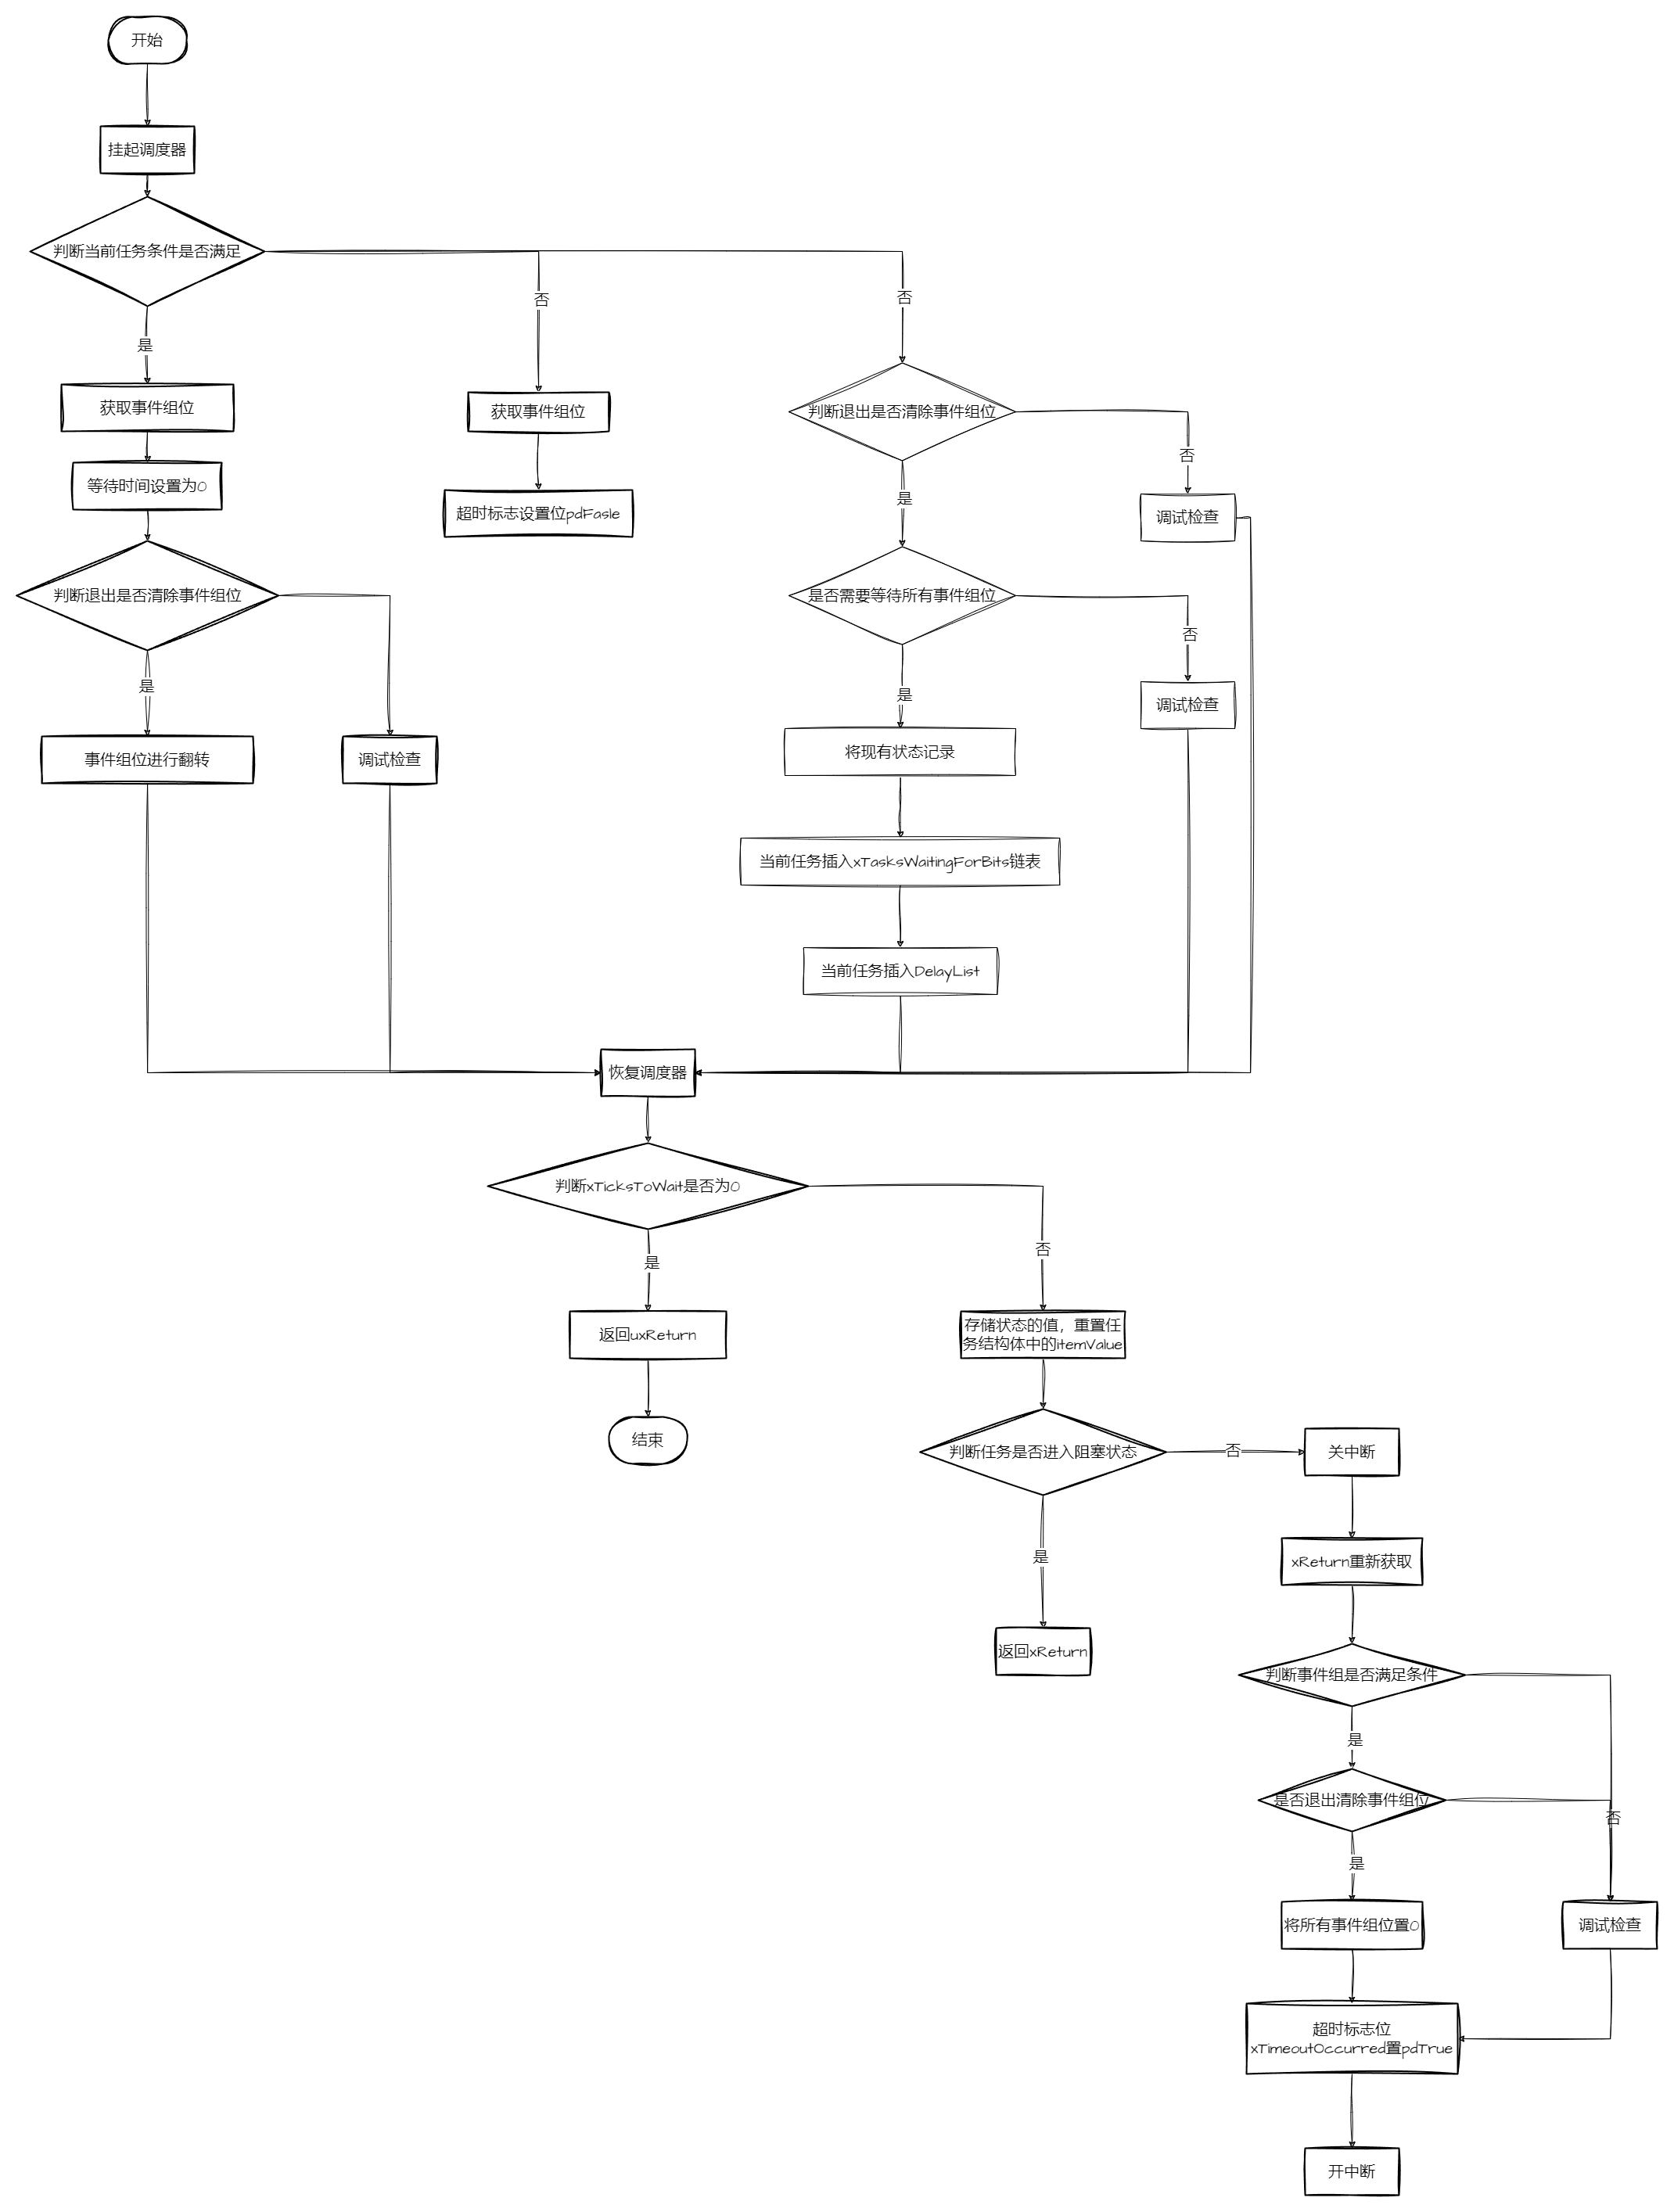 开始
挂起调度器
判断当前任务条件是否满足
否
否
是
获取事件组位
获取事件组位
判断退出是否清除事件组位
否
等待时间设置为0
超时标志设置位pdFasle
是
调试检查
判断退出是否清除事件组位
是否需要等待所有事件组位
否
是
是
调试检查
事件组位进行翻转
调试检查
将现有状态记录
当前任务插入xTasksWaitingForBits链表
当前任务插入DelayList
恢复调度器
判断xTicksToWait是否为0
是
否
返回uxReturn
存储状态的值，重置任
务结构体中的itemValue
结束
判断任务是否进入阻塞状态
否
关中断
是
xReturn重新获取
返回xReturn
判断事件组是否满足条件
是
是否退出清除事件组位
否
是
将所有事件组位置0
调试检查
超时标志位
xTimeoutOccurred置pdTrue
开中断